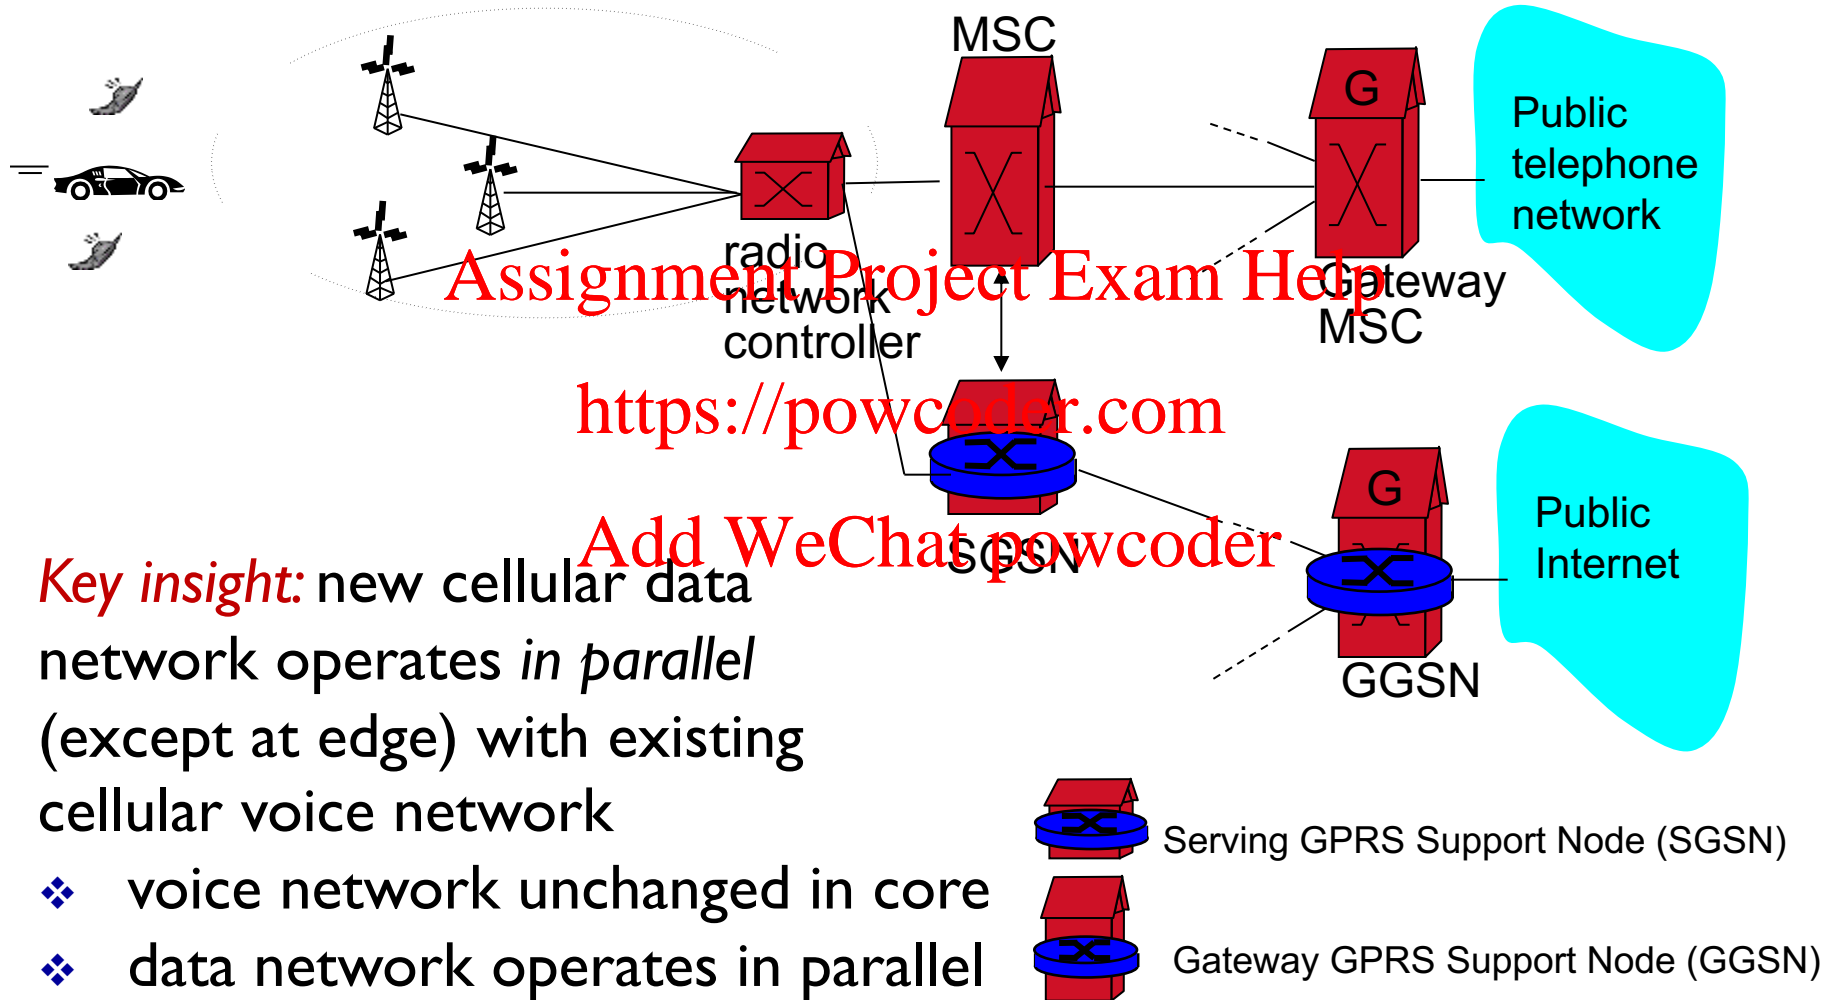 MSC
G
Public
telephone
network
radio
network
controller
Gateway
MSC
Assignment Project Exam Help
https://powcoder.com
Add WeChat powcoder
SGSN
G
Public
Internet
GGSN
Key insight: new cellular data
network operates in parallel
(except at edge) with existing
cellular voice network
❖ voice network unchanged in core
❖ data network operates in parallel
Serving GPRS Support Node (SGSN)
Gateway GPRS Support Node (GGSN)